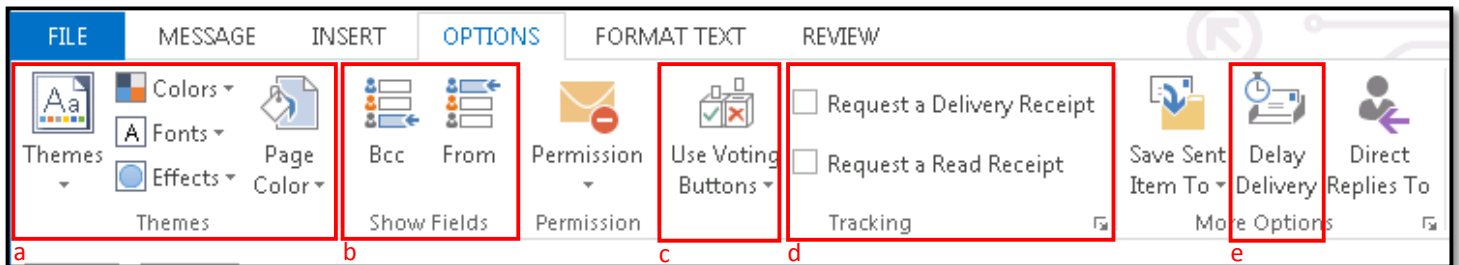 FILE MESSAGE INSERT OPTIONS FORMAT TEXT REVIEW
Aa Colors
A Fonts
Effects
Themes
Page
Color
Themes
Bcc From
Show Fields
Permission
Permission
Use Voting
Buttons
Request a Delivery Receipt
Request a Read Receipt
Tracking
Save Sent
Item To
Delay
Delivery
Direct
Replies To
More Options
a b c d e